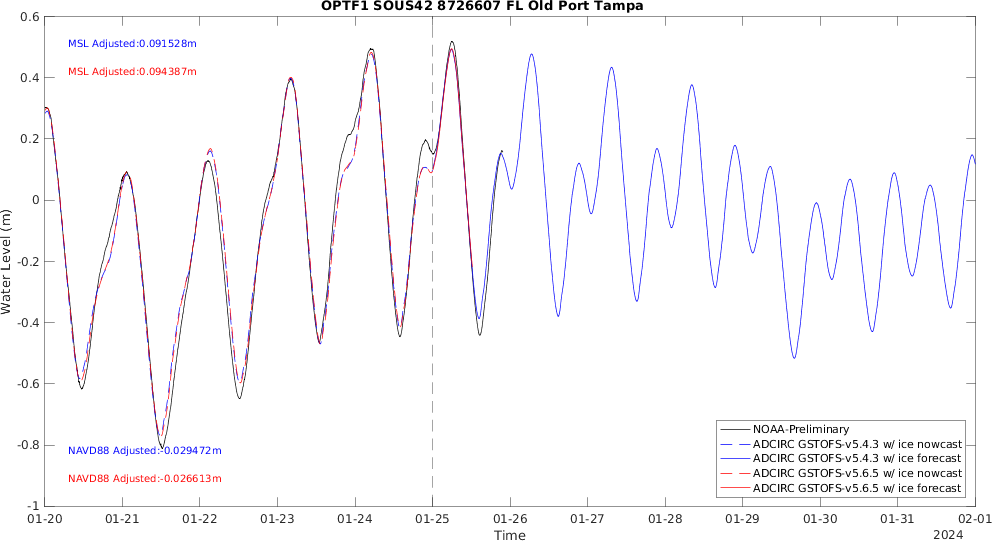 OPTF1 SOUS42 8726607 FL Old Port Tampa
0.6
MSL Adjusted:0.091528m
MSL Adjusted:0.094387m
0.4
0.2
0
-0.2
-0.4
-0.6
-0.8
-1
Water Level (m)
NAVD88 Adjusted:-0.029472m
NAVD88 Adjusted:-0.026613m
NOAA-Preliminary
ADCIRC GSTOFS-v5.4.3 w/ ice nowcast
ADCIRC GSTOFS-v5.4.3 w/ ice forecast
ADCIRC GSTOFS-v5.6.5 w/ ice nowcast
ADCIRC GSTOFS-v5.6.5 w/ ice forecast
01-20 01-21 01-22 01-23 01-24 01-25 01-26 01-27 01-28 01-29 01-30 01-31 02-01
Time
2024